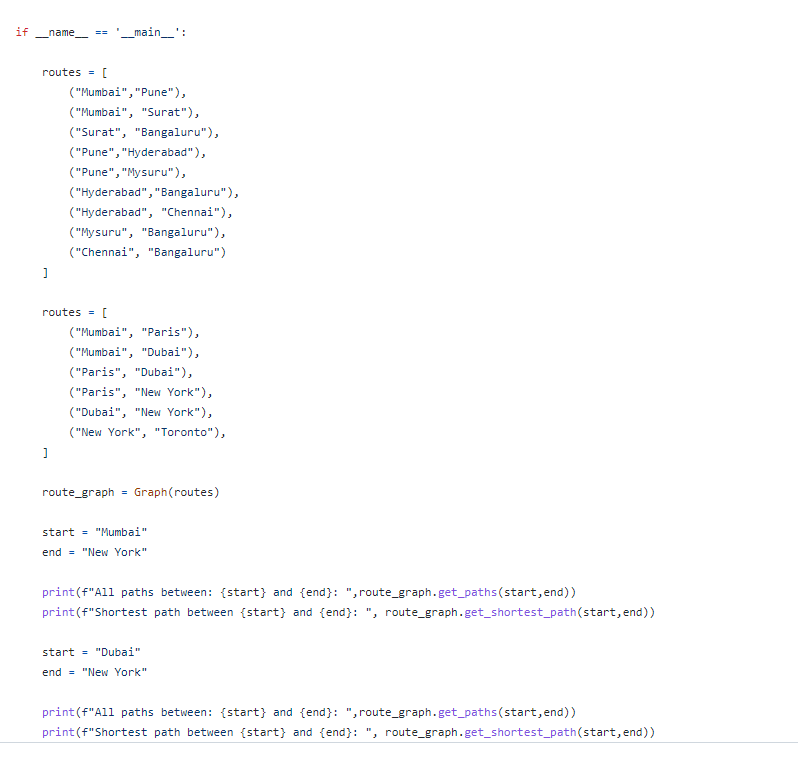 if __name__ == '__main__':
routes = [
("Mumbai","Pune"),
("Mumbai", "Surat"),
("Surat", "Bangaluru"),
("Pune","Hyderabad"),
("Pune","Mysuru"),
("Hyderabad","Bangaluru"),
("Hyderabad", "Chennai"),
("Mysuru", "Bangaluru"),
("Chennai", "Bangaluru")
]
routes = [
("Mumbai", "Paris"),
("Mumbai", "Dubai"),
("Paris", "Dubai"),
("Paris", "New York"),
("Dubai", "New York"),
("New York", "Toronto"),
]
route_graph = Graph(routes)
start = "Mumbai"
end = "New York"
print(f"All paths between: {start} and {end}: ",route_graph.get_paths(start,end))
print(f"Shortest path between {start} and {end}: ", route_graph.get_shortest_path(start,end))
start = "Dubai"
end = "New York"
print(f"All paths between: {start} and {end}: ",route_graph.get_paths(start,end))
print(f"Shortest path between {start} and {end}: ", route_graph.get_shortest_path(start,end))